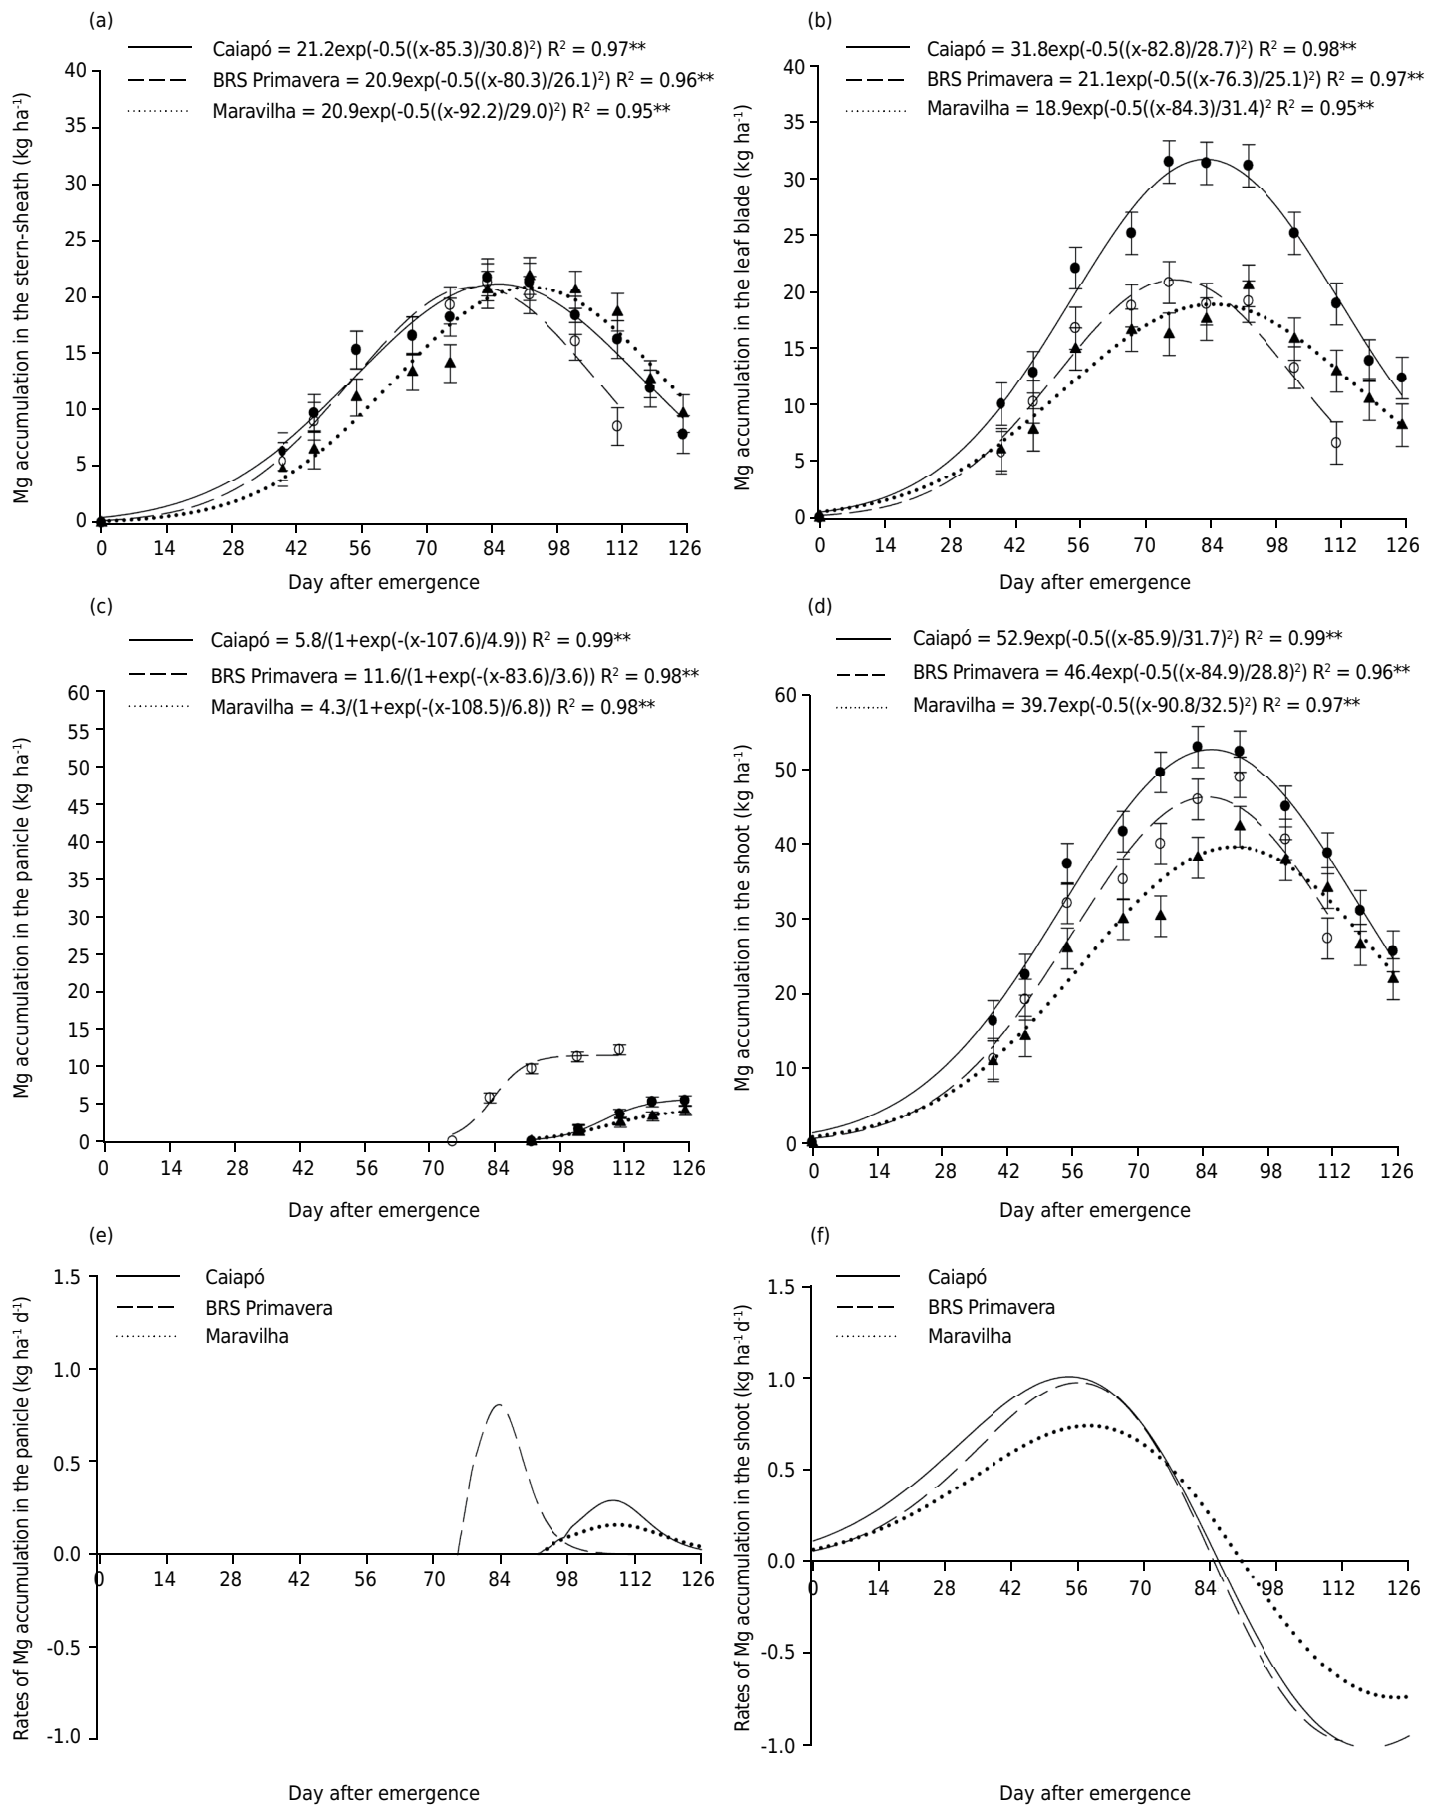 (a)
Caiapó = 21.2exp(-0.5((x-85.3)/30.8)²) R² = 0.97**
BRS Primavera = 20.9exp(-0.5((x-80.3)/26.1)²) R² = 0.96**
Maravilha = 20.9exp(-0.5((x-92.2)/29.0)²) R² = 0.95**
Mg accumulation in the stern-sheath (kg ha⁻¹)
40
35
30
25
20
15
10
5
0
0 14 28 42 56 70 84 98 112 126
Day after emergence
(b)
Caiapó = 31.8exp(-0.5((x-82.8)/28.7)²) R² = 0.98**
BRS Primavera = 21.1exp(-0.5((x-76.3)/25.1)²) R² = 0.97**
Maravilha = 18.9exp(-0.5((x-84.3)/31.4)² R² = 0.95**
Mg accumulation in the leaf blade (kg ha⁻¹)
40
35
30
25
20
15
10
5
0
0 14 28 42 56 70 84 98 112 126
Day after emergence
(c)
Caiapó = 5.8/(1+exp(-(x-107.6)/4.9)) R² = 0.99**
BRS Primavera = 11.6/(1+exp(-(x-83.6)/3.6)) R² = 0.98**
Maravilha = 4.3/(1+exp(-(x-108.5)/6.8)) R² = 0.98**
Mg accumulation in the panicle (kg ha⁻¹)
60
55
50
45
40
35
30
25
20
15
10
5
0
0 14 28 42 56 70 84 98 112 126
Day after emergence
(d)
Caiapó = 52.9exp(-0.5((x-85.9)/31.7)²) R² = 0.99**
BRS Primavera = 46.4exp(-0.5((x-84.9)/28.8)²) R² = 0.96**
Maravilha = 39.7exp(-0.5((x-90.8/32.5)²) R² = 0.97**
Mg accumulation in the shoot (kg ha⁻¹)
60
50
40
30
20
10
0
0 14 28 42 56 70 84 98 112 126
Day after emergence
(e)
Caiapó
BRS Primavera
Maravilha
Rates of Mg accumulation in the panicle (kg ha⁻¹ d⁻¹)
1.5
1.0
0.5
0.0
-0.5
-1.0
0 14 28 42 56 70 84 98 112 126
Day after emergence
(f)
Caiapó
BRS Primavera
Maravilha
Rates of Mg accumulation in the shoot (kg ha⁻¹ d⁻¹)
1.5
1.0
0.5
0.0
-0.5
-1.0
0 14 28 42 56 70 84 98 112 126
Day after emergence